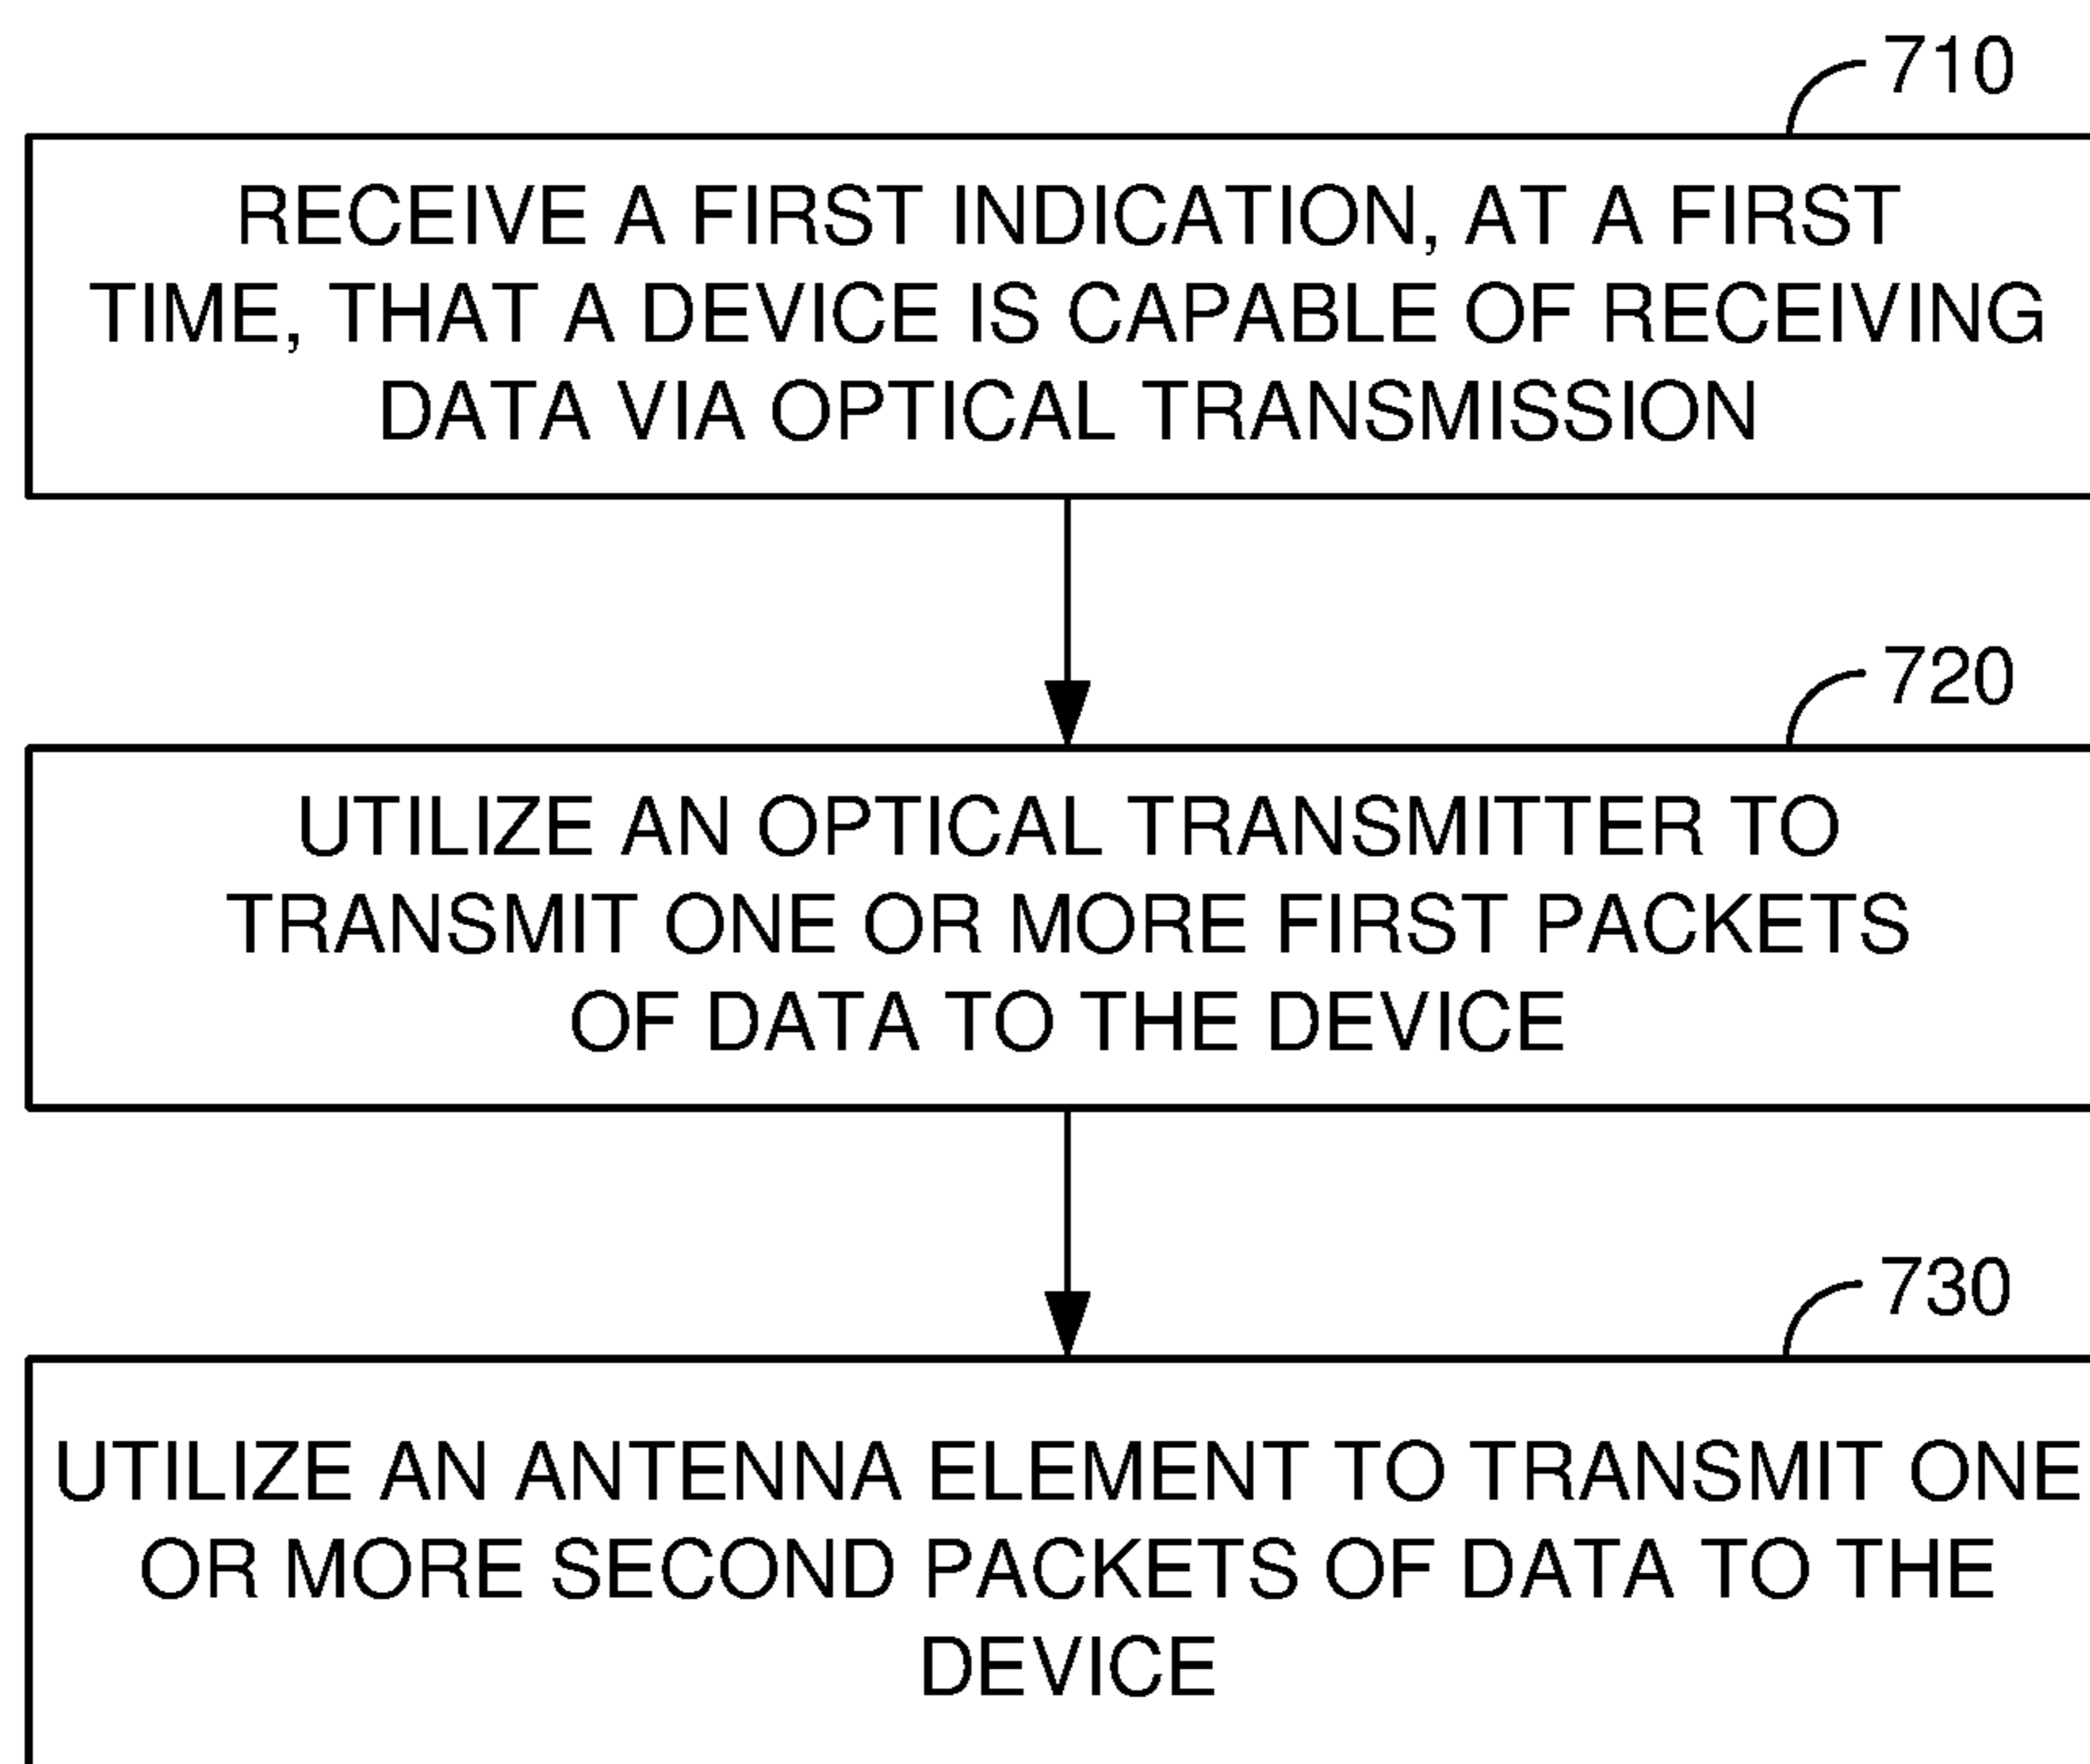 710
RECEIVE A FIRST INDICATION, AT A FIRST
TIME, THAT A DEVICE IS CAPABLE OF RECEIVING
DATA VIA OPTICAL TRANSMISSION
720
UTILIZE AN OPTICAL TRANSMITTER TO
TRANSMIT ONE OR MORE FIRST PACKETS
OF DATA TO THE DEVICE
730
UTILIZE AN ANTENNA ELEMENT TO TRANSMIT ONE
OR MORE SECOND PACKETS OF DATA TO THE
DEVICE